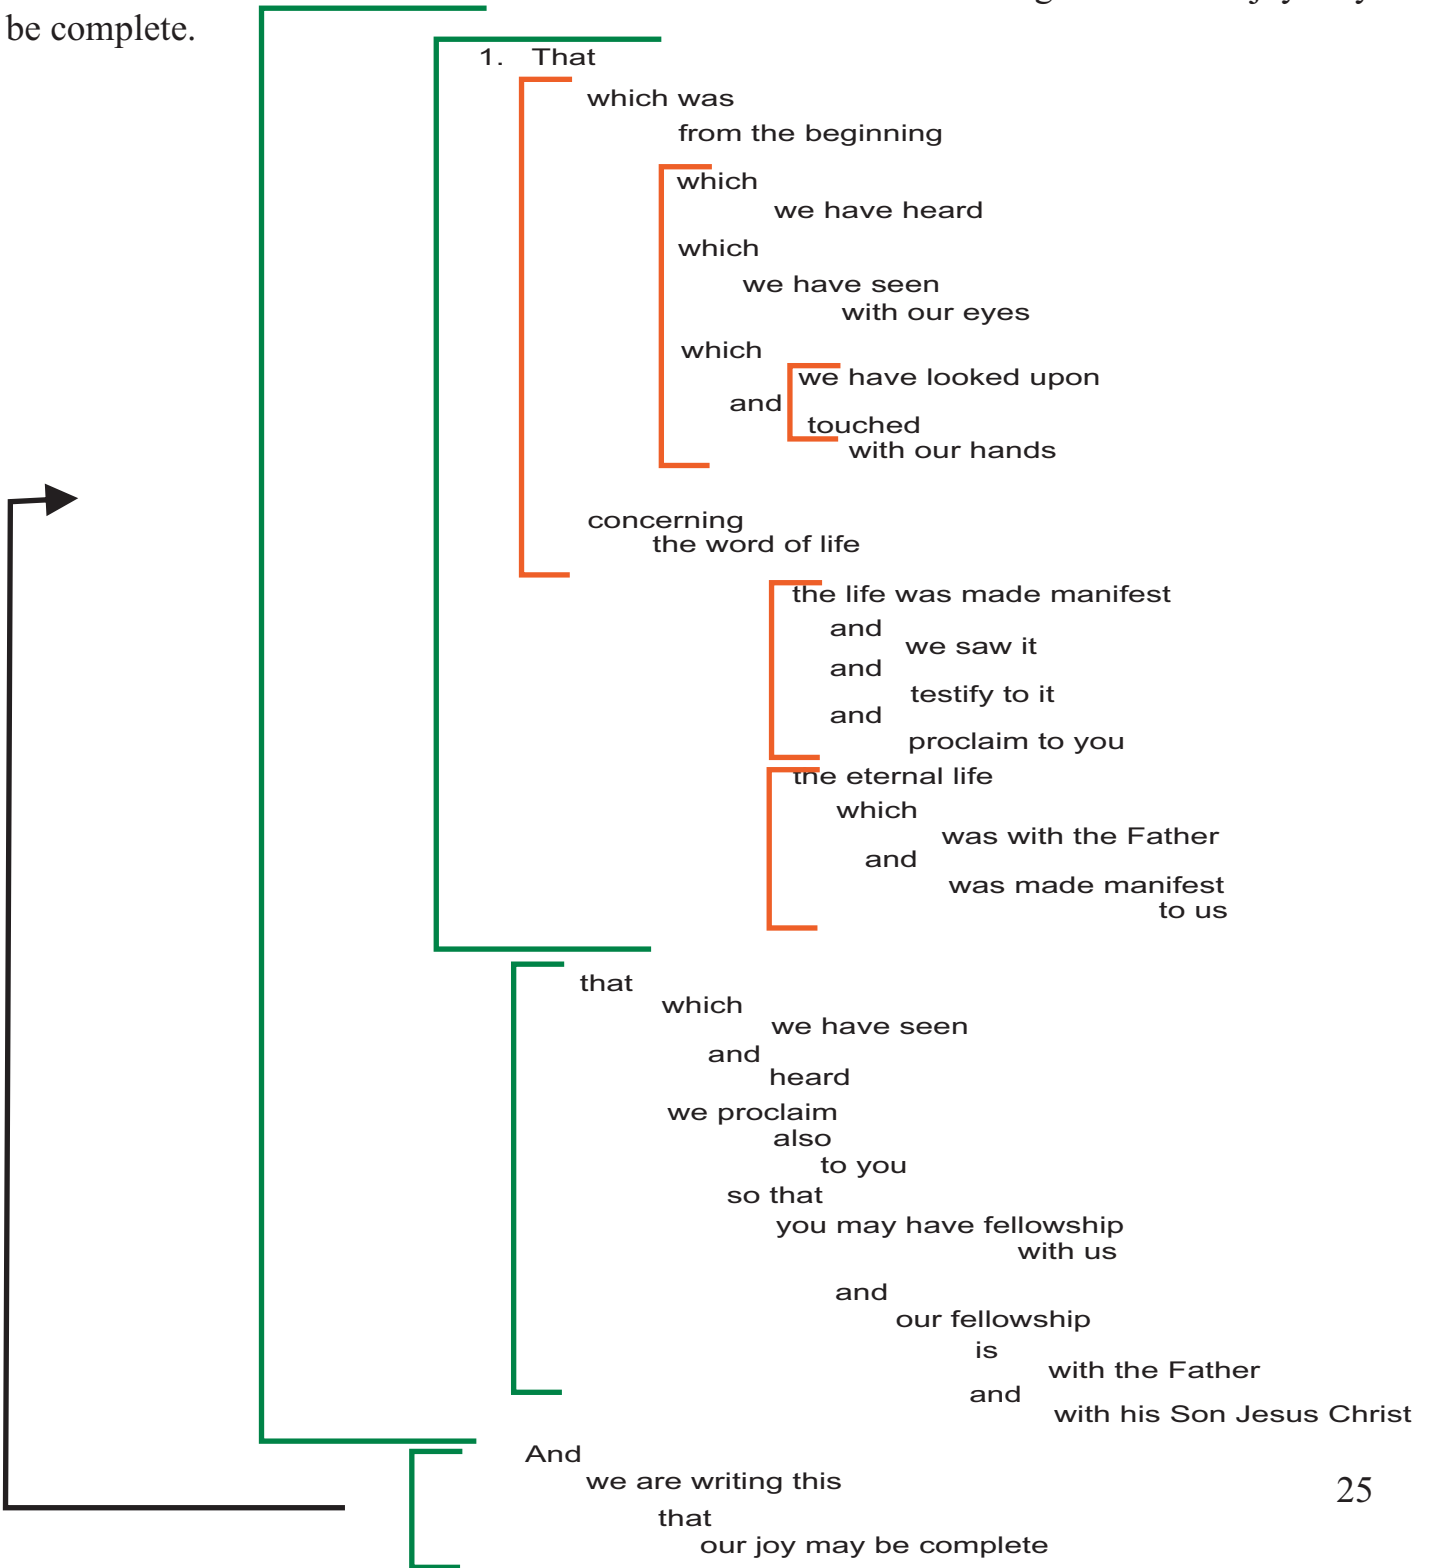 be complete.
1. That
which was
from the beginning
which
we have heard
which
we have seen
with our eyes
which
we have looked upon
and
touched
with our hands
concerning
the word of life
the life was made manifest
and
we saw it
and
testify to it
and
proclaim to you
the eternal life
which
was with the Father
and
was made manifest
to us
that
which
we have seen
and
heard
we proclaim
also
to you
so that
you may have fellowship
with us
and
our fellowship
is
with the Father
and
with his Son Jesus Christ
And
we are writing this
25
that
our joy may be complete